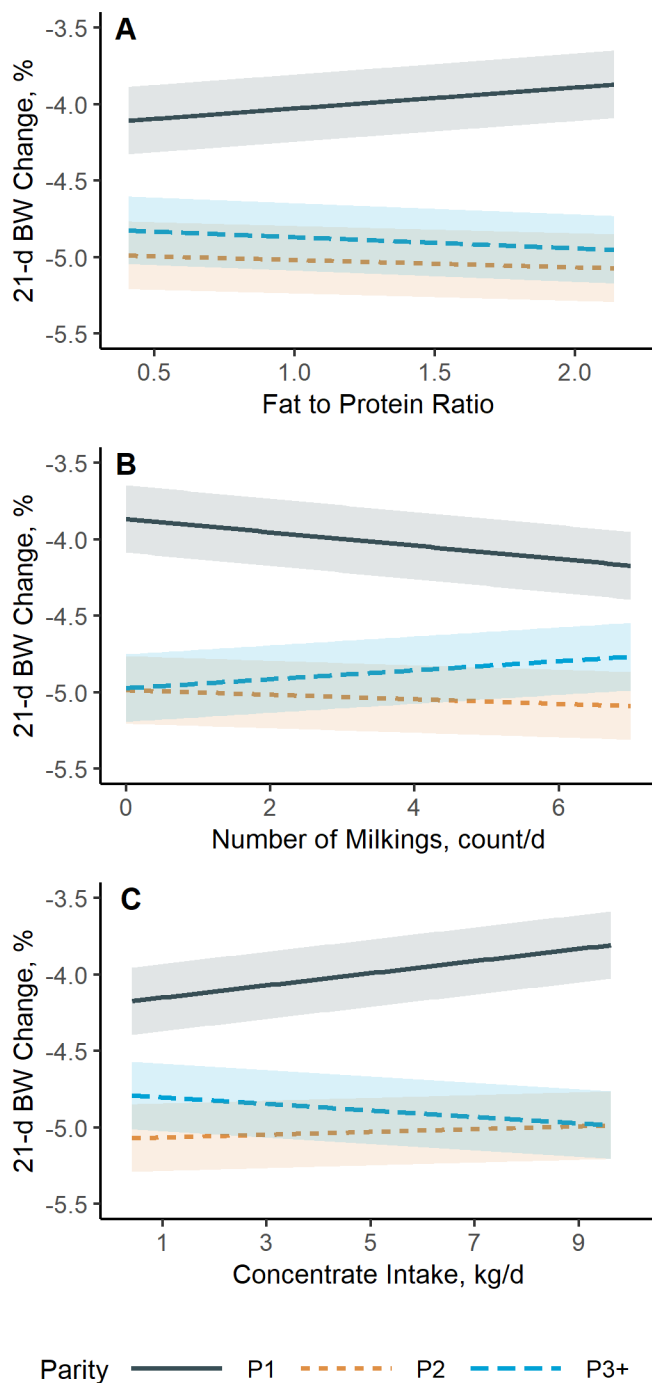 A
-3.5
-4.0
-4.5
-5.0
-5.5
21-d BW Change, %
0.5 1.0 1.5 2.0
Fat to Protein Ratio
B
-3.5
-4.0
-4.5
-5.0
-5.5
21-d BW Change, %
0 2 4 6
Number of Milkings, count/d
C
-3.5
-4.0
-4.5
-5.0
-5.5
21-d BW Change, %
1 3 5 7 9
Concentrate Intake, kg/d
Parity P1 P2 P3+